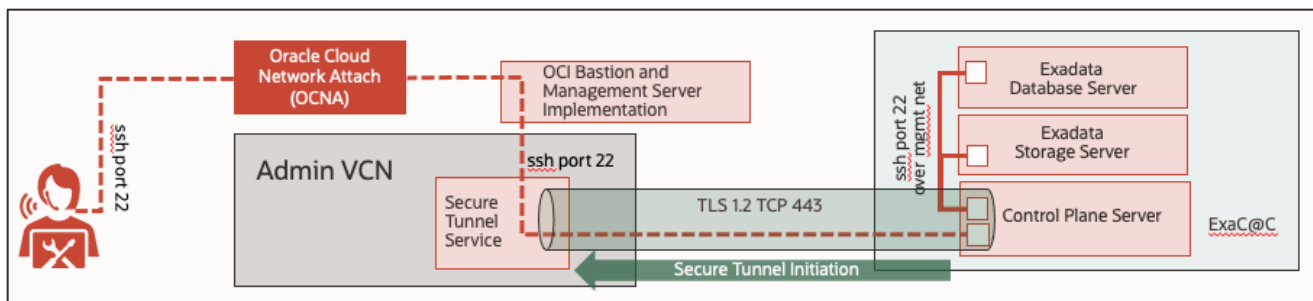 Oracle Cloud
Network Attach
(OCNA)
OCI Bastion and
Management Server
Implementation
ssh port 22
Admin VCN
ssh port 22
Secure
Tunnel
Service
TLS 1.2 TCP 443
Secure Tunnel Initiation
ssh port 22
over mgmt net
Exadata
Database Server
Exadata
Storage Server
Control Plane Server
ExaC@C